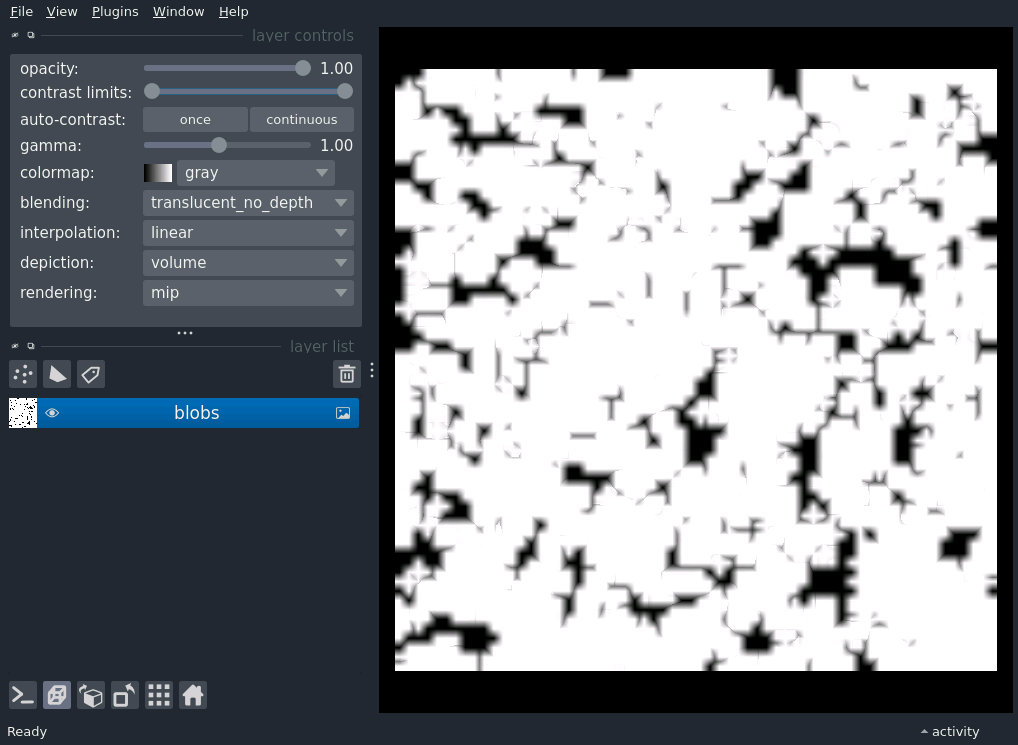 File View Plugins Window Help
layer controls
opacity: 1.00
contrast limits:
auto-contrast: once continuous
gamma: 1.00
colormap: gray
blending: translucent_no_depth
interpolation: linear
depiction: volume
rendering: mip
layer list
blobs
Ready activity